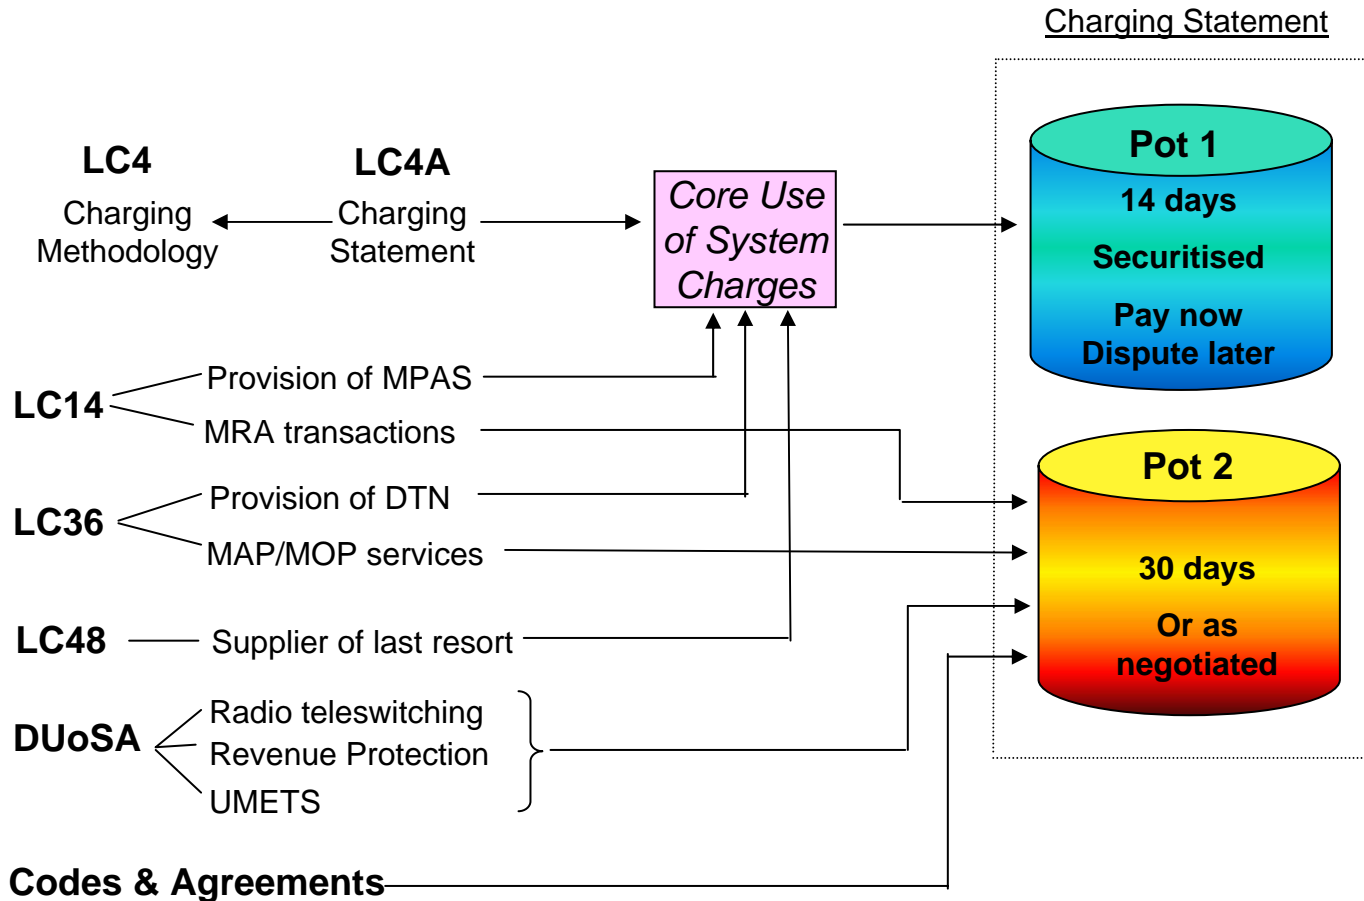 Charging Statement
LC4
Charging
Methodology
LC4A
Charging
Statement
Core Use
of System
Charges
Pot 1
14 days
Securitised
Pay now
Dispute later
LC14
Provision of MPAS
MRA transactions
LC36
Provision of DTN
MAP/MOP services
Pot 2
30 days
Or as
negotiated
LC48
Supplier of last resort
DUoSA
Radio teleswitching
Revenue Protection
UMETS
Codes & Agreements